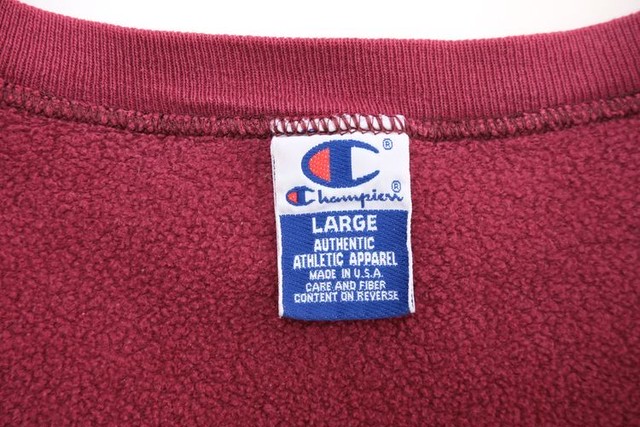 C ®
Champion ®
LARGE
AUTHENTIC
ATHLETIC APPAREL
MADE IN U.S.A.
CARE AND FIBER
CONTENT ON REVERSE